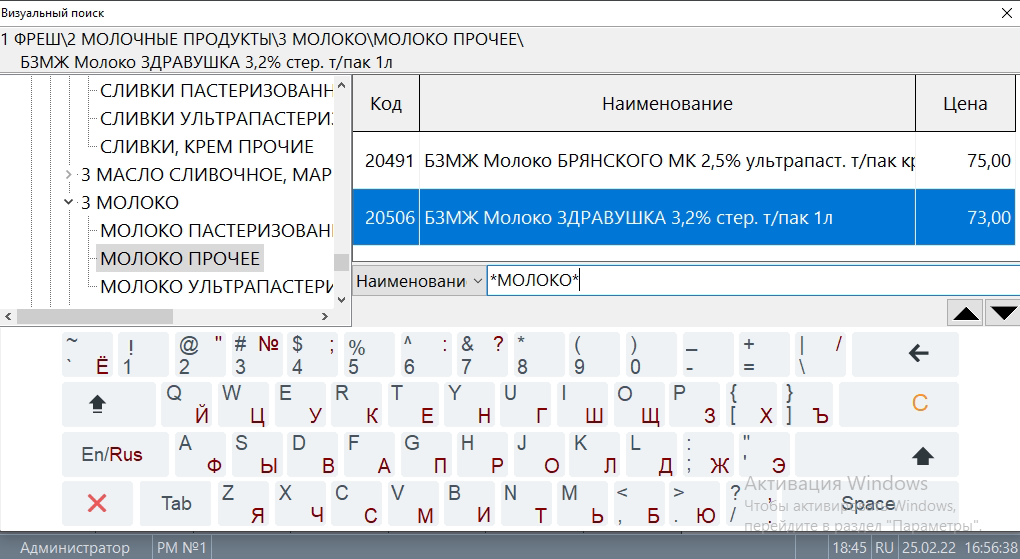 Визуальный поиск
1 ФРЕШ\2 МОЛОЧНЫЕ ПРОДУКТЫ\3 МОЛОКО\МОЛОКО ПРОЧЕЕ\
БЗМЖ Молоко ЗДРАВУШКА 3,2% стер. т/пак 1л
СЛИВКИ ПАСТЕРИЗОВАНН
СЛИВКИ УЛЬТРАПАСТЕРИ
СЛИВКИ, КРЕМ ПРОЧИЕ
3 МАСЛО СЛИВОЧНОЕ, МАР
3 МОЛОКО
МОЛОКО ПАСТЕРИЗОВАН
МОЛОКО ПРОЧЕЕ
МОЛОКО УЛЬТРАПАСТЕРИ
Код Наименование Цена
20491 БЗМЖ Молоко БРЯНСКОГО МК 2,5% ультрапаст. т/пак кр 75,00
20506 БЗМЖ Молоко ЗДРАВУШКА 3,2% стер. т/пак 1л 73,00
Наименовани *МОЛОКО*
~ ` Ё ! 1 @ " 2 # № 3 $ ; 4 % 5 ^ : 6 & ? 7 * 8 ( 9 ) 0 _ - + = | / \
Q Й W Ц E У R К T Е Y Н U Г I Ш O Щ P З { [ Х } ] Ъ C
En/Rus A Ф S Ы D В F А G П H Р J О K Л L Д : ; Ж " ' Э
Tab Z Я X Ч C С V М B И N Т M Ь < , Б > . Ю ? / , Space
Активация Windows
Чтобы активировать Windows,
перейдите в раздел "Параметры".
Администратор РМ №1 18:45 RU 25.02.22 16:56:38